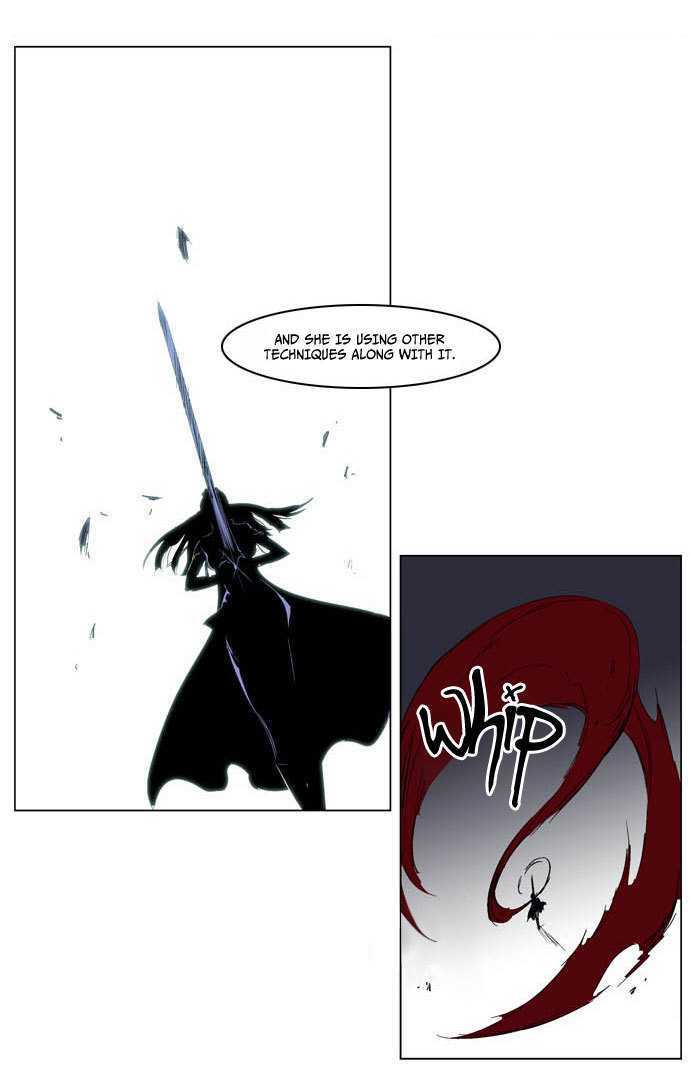 AND SHE IS USING OTHER
TECHNIQUES ALONG WITH IT.
Whip